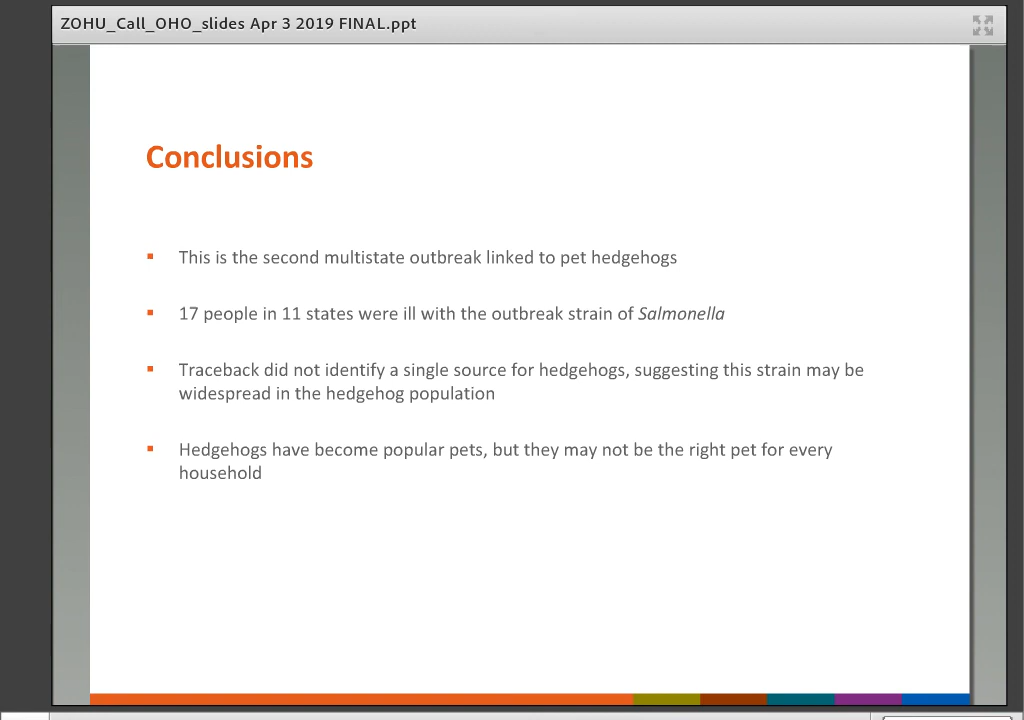 ZOHU_Call_OHO_slides Apr 3 2019 FINAL.ppt
Conclusions
This is the second multistate outbreak linked to pet hedgehogs
17 people in 11 states were ill with the outbreak strain of Salmonella
Traceback did not identify a single source for hedgehogs, suggesting this strain may be
widespread in the hedgehog population
Hedgehogs have become popular pets, but they may not be the right pet for every
household